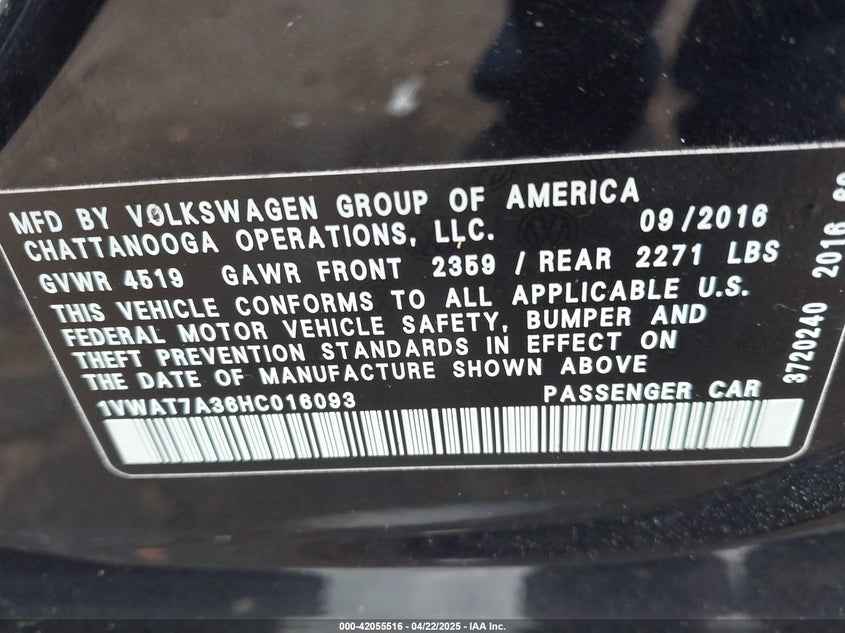 MFD BY VOLKSWAGEN GROUP OF AMERICA
CHATTANOOGA OPERATIONS, LLC. 09/2016
GVWR 4519 GAWR FRONT 2359 / REAR 2271 LBS
THIS VEHICLE CONFORMS TO ALL APPLICABLE U.S.
FEDERAL MOTOR VEHICLE SAFETY, BUMPER AND
THEFT PREVENTION STANDARDS IN EFFECT ON
THE DATE OF MANUFACTURE SHOWN ABOVE
1VWAT7A36HC016093 PASSENGER CAR
3720240 2016
000-42055516 - 04/22/2025 - IAA Inc.